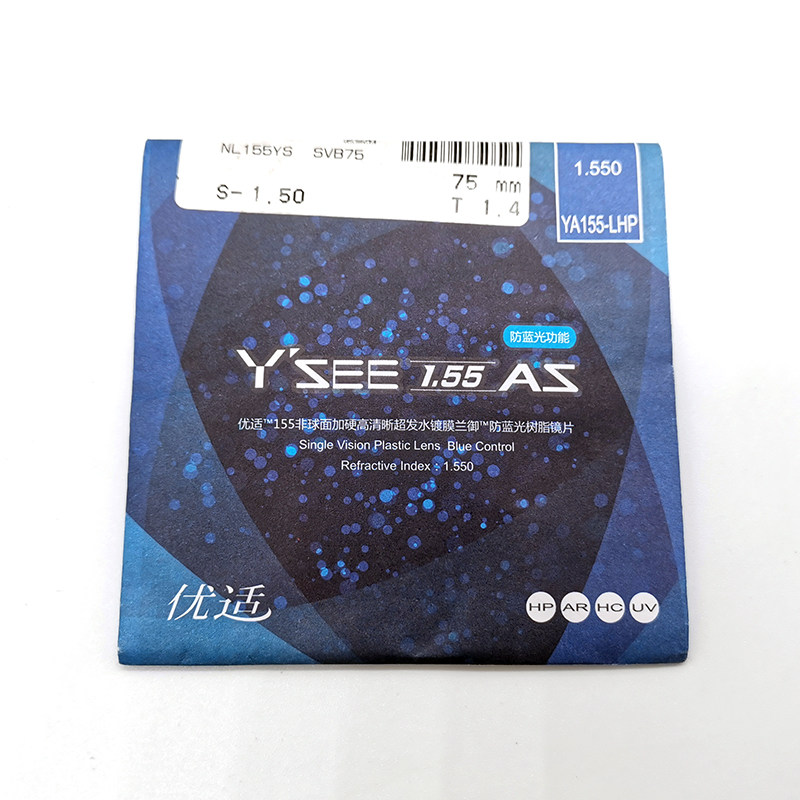 NL155YS SVB75
S- 1.50
75 mm
T 1.4
1.550
YA155-LHP
防蓝光功能
Y'SEE 1.55 AS
优适™155非球面加硬高清晰超发水镀膜兰御™防蓝光树脂镜片
Single Vision Plastic Lens Blue Control
Refractive Index : 1.550
优适
HP AR HC UV